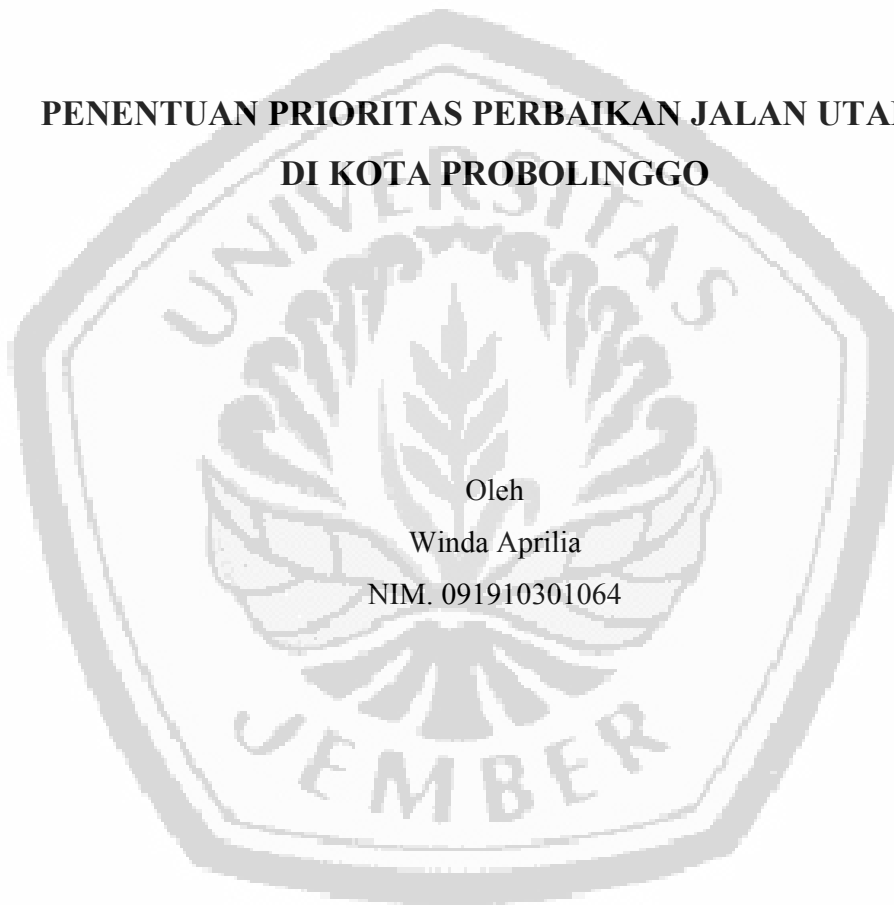 PENENTUAN PRIORITAS PERBAIKAN JALAN
DI KOTA PROBOLINGGO
UNIVERSITAS
Oleh
Winda Aprilia
NIM. 091910301064
JEMBER